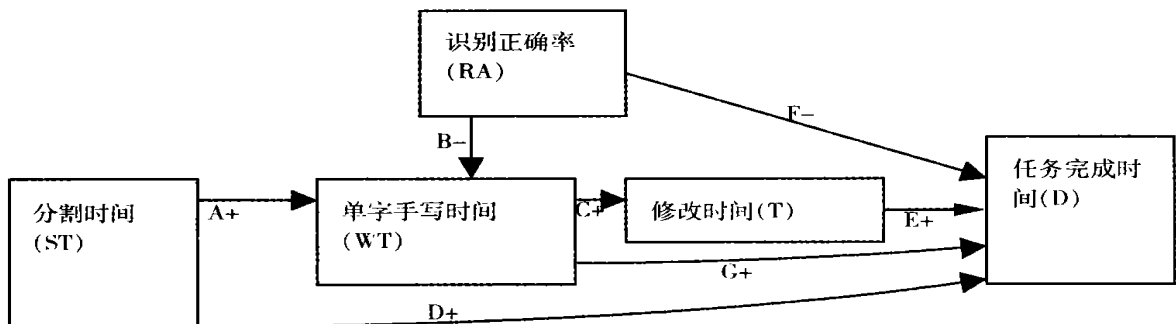 识别正确率
(RA)
F-
B-
任务完成时
间(D)
分割时间
(ST)
A+
单字手写时间
(WT)
C+
修改时间(T)
E+
G+
D+